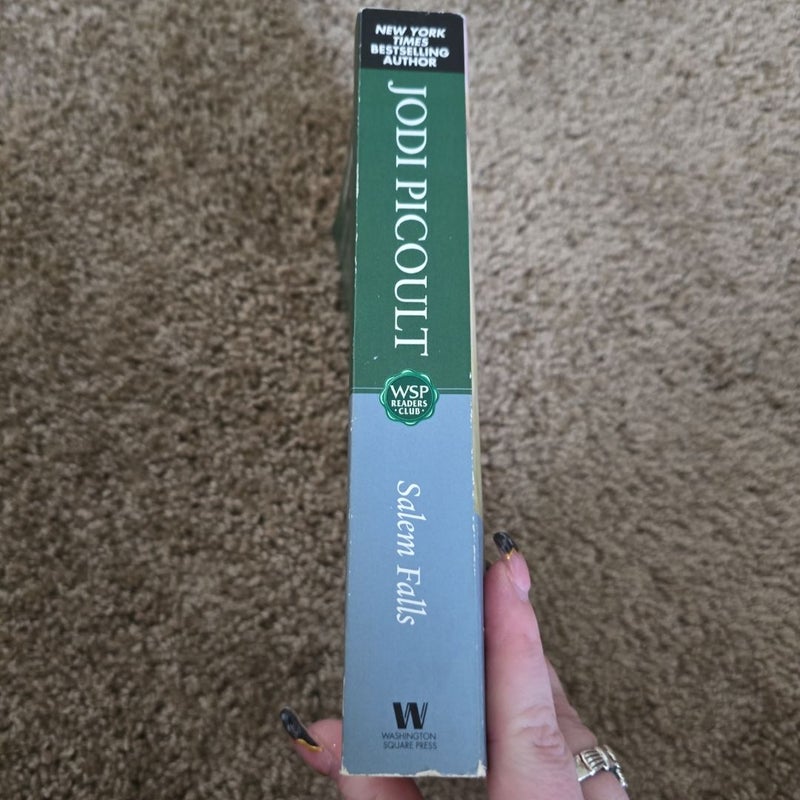 NEW YORK
TIMES
BESTSELLING
AUTHOR
JODI PICOULT
WSP
READERS
• CLUB •
Salem Falls
W
WASHINGTON
SQUARE PRESS